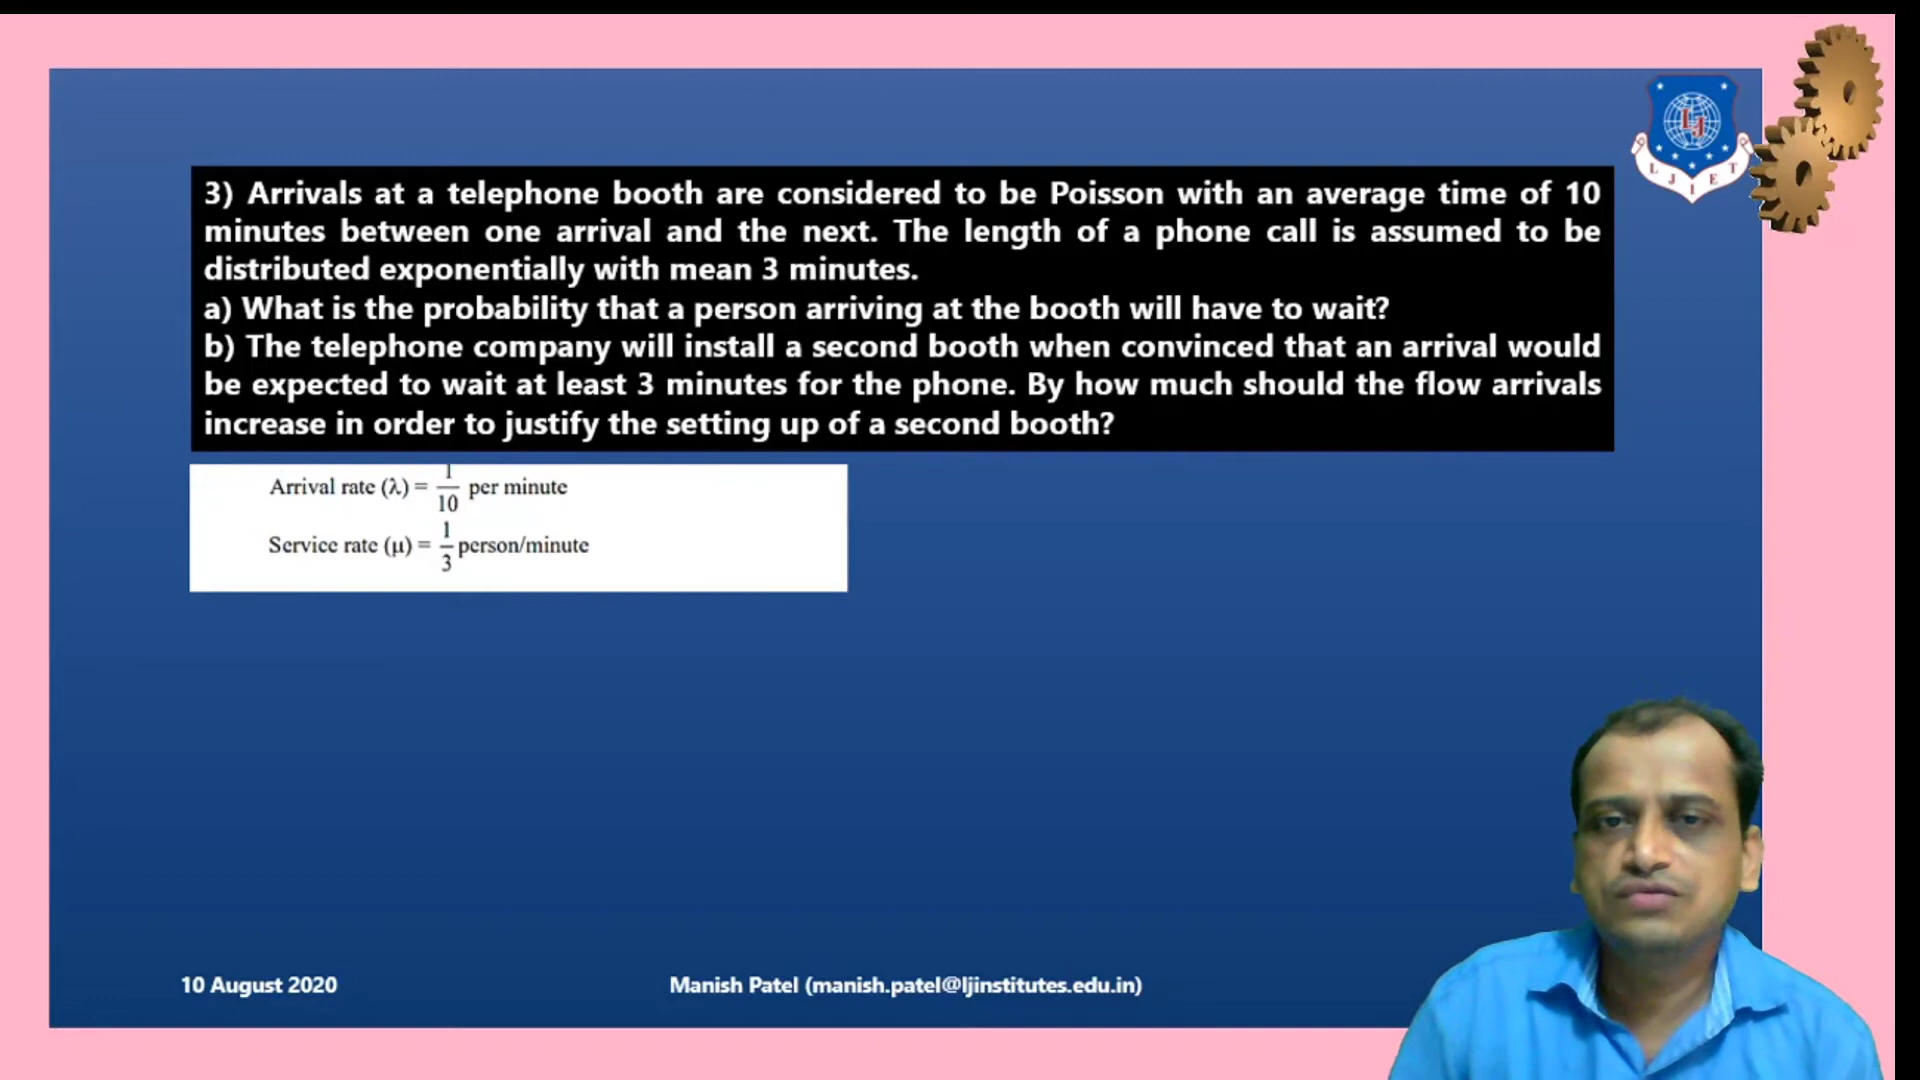 3) Arrivals at a telephone booth are considered to be Poisson with an average time of 10
minutes between one arrival and the next. The length of a phone call is assumed to be
distributed exponentially with mean 3 minutes.
a) What is the probability that a person arriving at the booth will have to wait?
b) The telephone company will install a second booth when convinced that an arrival would
be expected to wait at least 3 minutes for the phone. By how much should the flow arrivals
increase in order to justify the setting up of a second booth?
LJ
L J I E T
Arrival rate (λ) = 1/10 per minute
Service rate (μ) = 1/3 person/minute
10 August 2020
Manish Patel (manish.patel@ljinstitutes.edu.in)